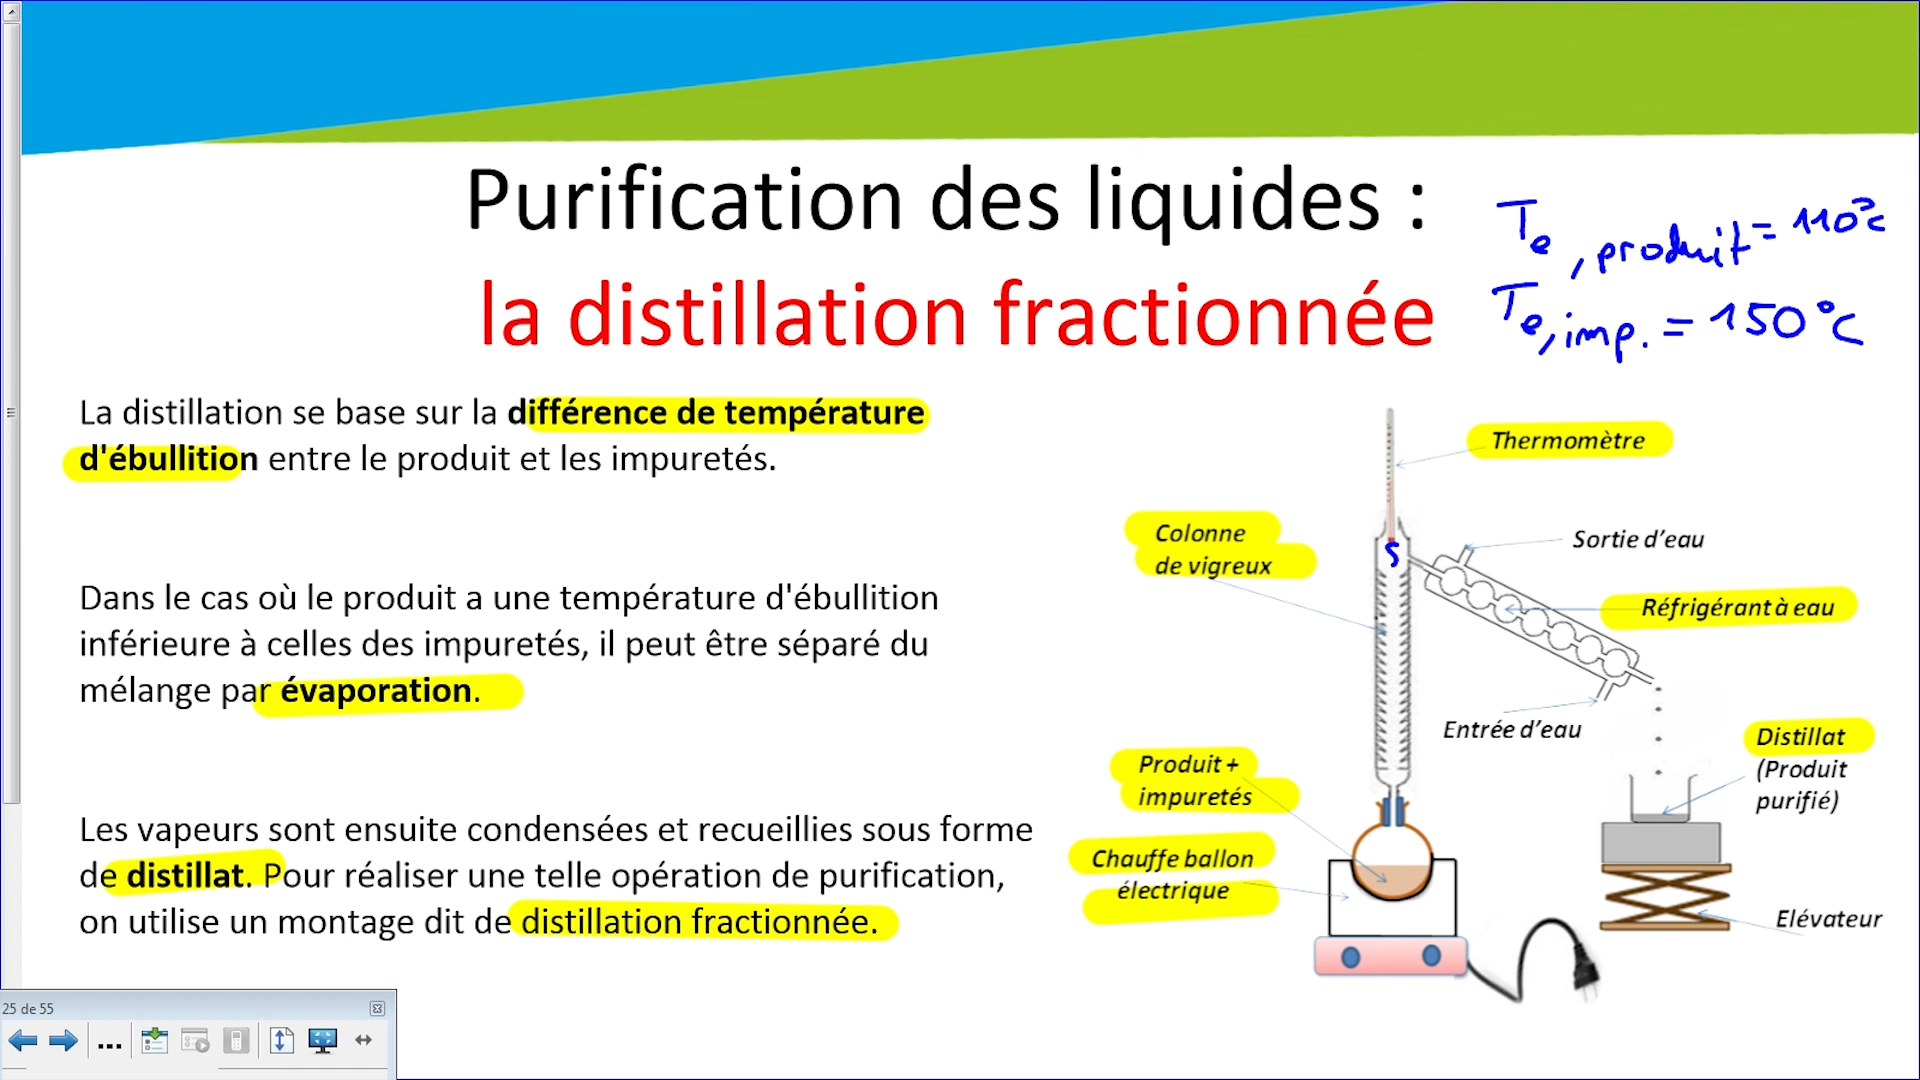 Purification des liquides :
la distillation fractionnée
Te, produit = 110°C
Te, imp. = 150°C
La distillation se base sur la différence de température
d'ébullition entre le produit et les impuretés.
Dans le cas où le produit a une température d'ébullition
inférieure à celles des impuretés, il peut être séparé du
mélange par évaporation.
Les vapeurs sont ensuite condensées et recueillies sous forme
de distillat. Pour réaliser une telle opération de purification,
on utilise un montage dit de distillation fractionnée.
Thermomètre
Colonne
de vigreux
Sortie d’eau
Réfrigérant à eau
Entrée d’eau
Produit +
impuretés
Distillat
(Produit
purifié)
Chauffe ballon
électrique
Elévateur
25 de 55